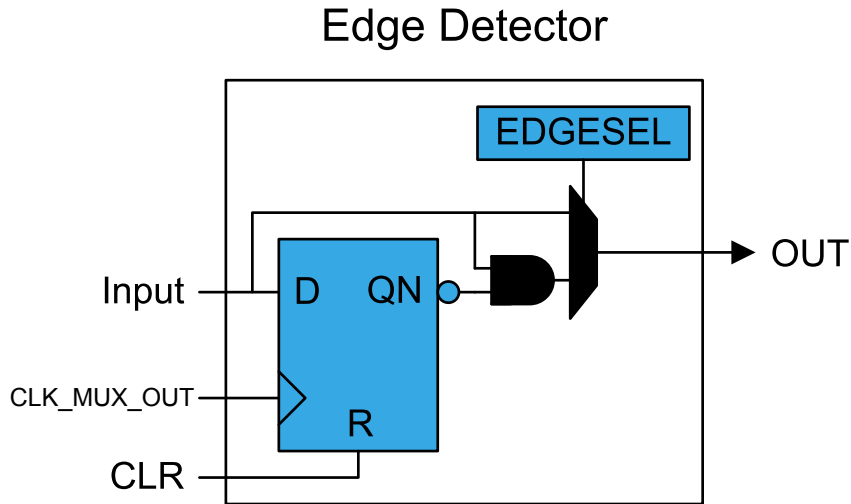 Edge Detector
EDGESEL
OUT
Input
D
QN
CLK_MUX_OUT
R
CLR